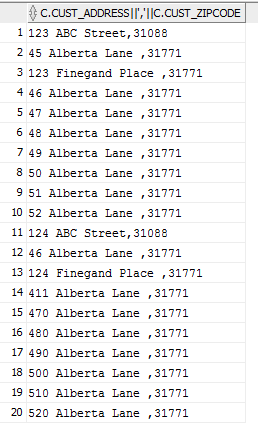 C.CUST_ADDRESS||','||C.CUST_ZIPCODE
1 123 ABC Street,31088
2 45 Alberta Lane ,31771
3 123 Finegand Place ,31771
4 46 Alberta Lane ,31771
5 47 Alberta Lane ,31771
6 48 Alberta Lane ,31771
7 49 Alberta Lane ,31771
8 50 Alberta Lane ,31771
9 51 Alberta Lane ,31771
10 52 Alberta Lane ,31771
11 124 ABC Street,31088
12 46 Alberta Lane ,31771
13 124 Finegand Place ,31771
14 411 Alberta Lane ,31771
15 470 Alberta Lane ,31771
16 480 Alberta Lane ,31771
17 490 Alberta Lane ,31771
18 500 Alberta Lane ,31771
19 510 Alberta Lane ,31771
20 520 Alberta Lane ,31771